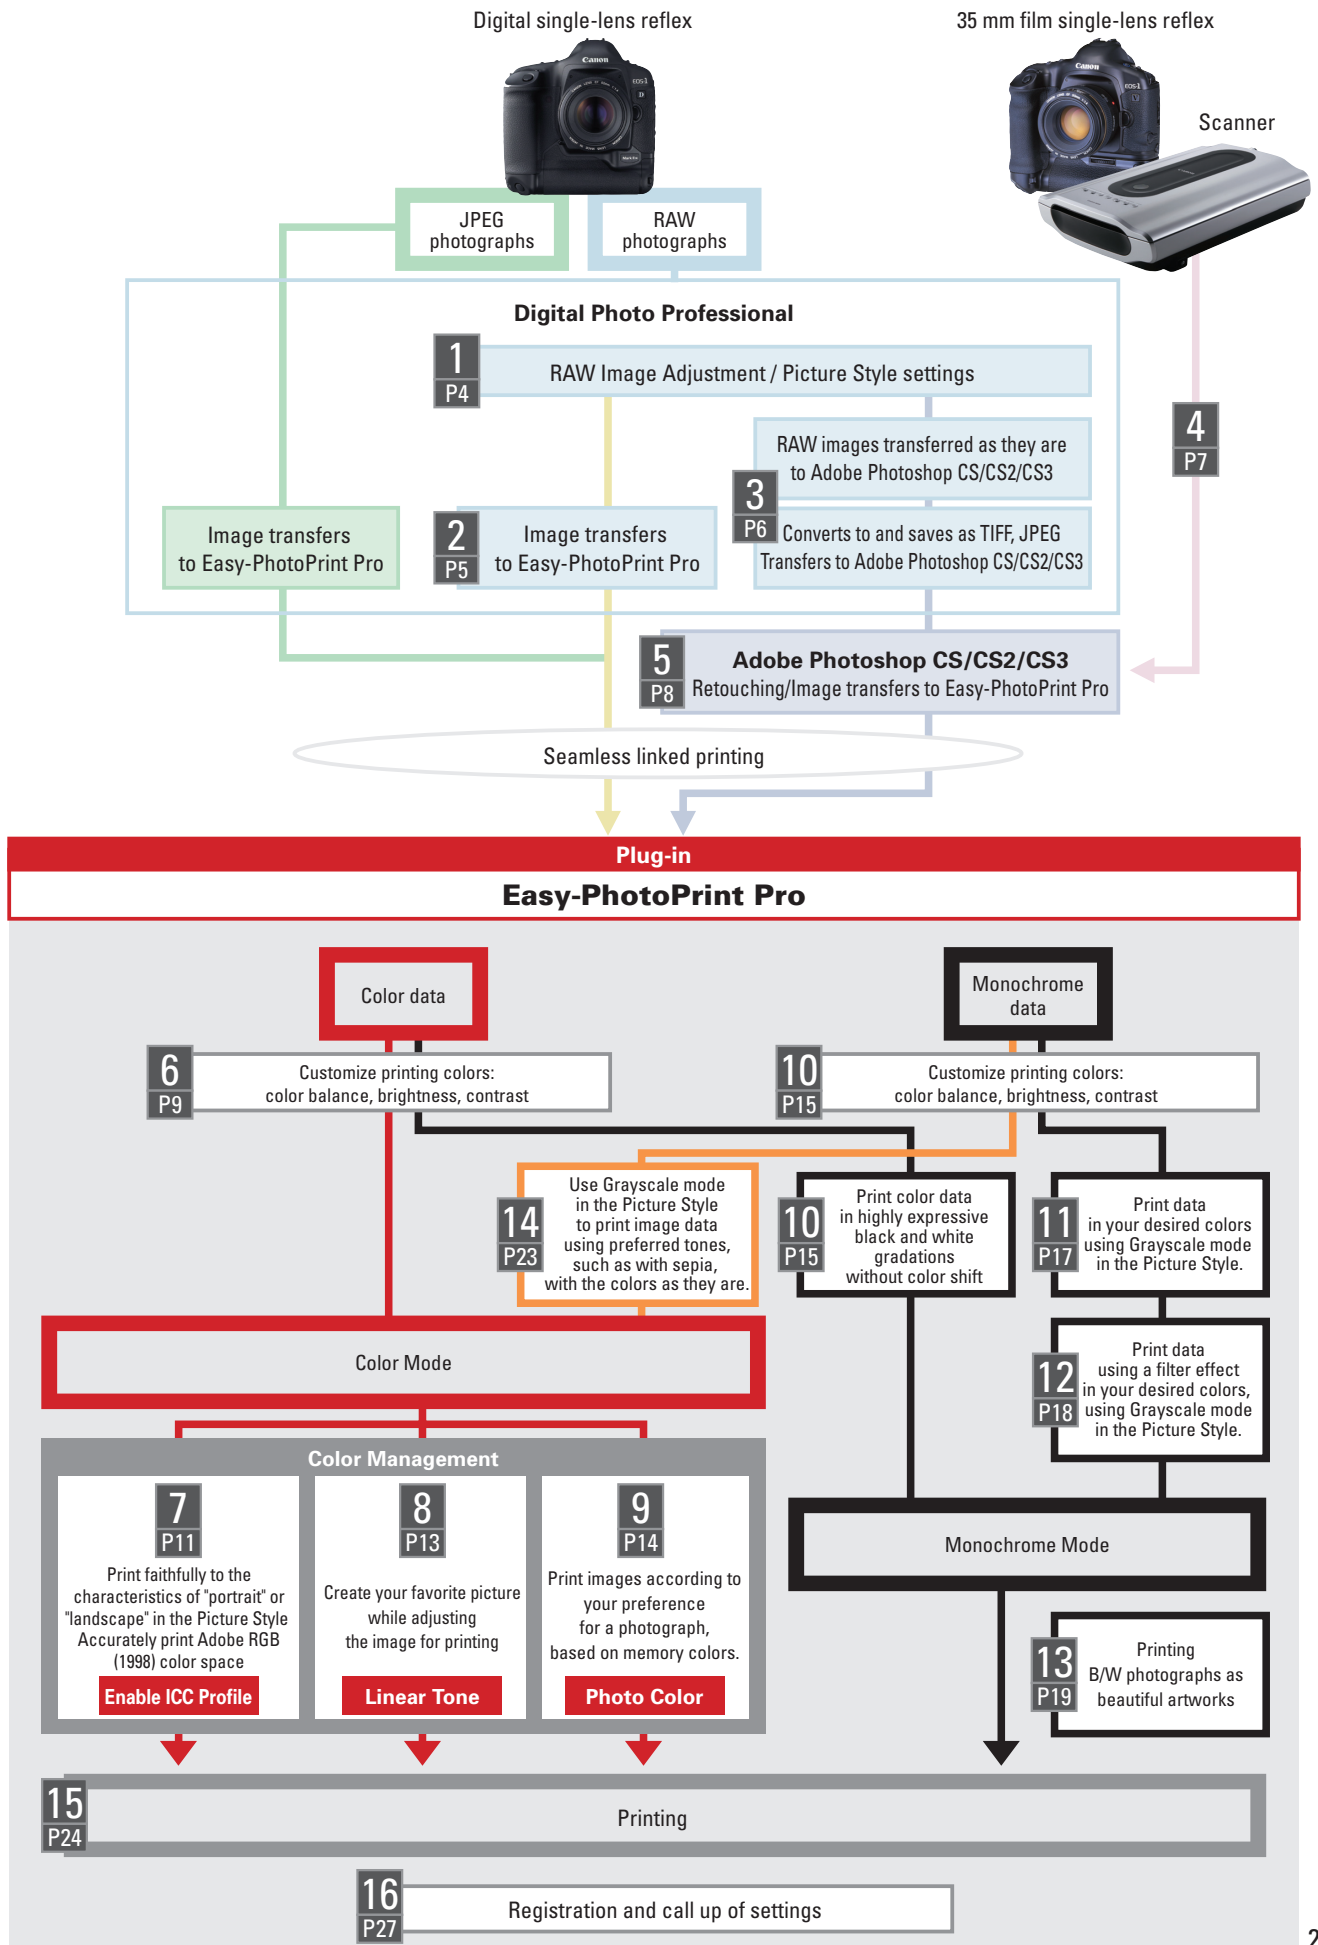 Digital single-lens reflex
35 mm film single-lens reflex
Canon
EOS-1
D
Canon
EOS-1
V
Scanner
JPEG
photographs
RAW
photographs
Digital Photo Professional
1
P4
RAW Image Adjustment / Picture Style settings
4
P7
RAW images transferred as they are
to Adobe Photoshop CS/CS2/CS3
3
P6
Image transfers
to Easy-PhotoPrint Pro
2
P5
Image transfers
to Easy-PhotoPrint Pro
Converts to and saves as TIFF, JPEG
Transfers to Adobe Photoshop CS/CS2/CS3
5
P8
Adobe Photoshop CS/CS2/CS3
Retouching/Image transfers to Easy-PhotoPrint Pro
Seamless linked printing
Plug-in
Easy-PhotoPrint Pro
Color data
Monochrome
data
6
P9
Customize printing colors:
color balance, brightness, contrast
10
P15
Customize printing colors:
color balance, brightness, contrast
14
P23
Use Grayscale mode
in the Picture Style
to print image data
using preferred tones,
such as with sepia,
with the colors as they are.
10
P15
Print color data
in highly expressive
black and white
gradations
without color shift
11
P17
Print data
in your desired colors
using Grayscale mode
in the Picture Style.
Color Mode
12
P18
Print data
using a filter effect
in your desired colors,
using Grayscale mode
in the Picture Style.
Color Management
7
P11
Print faithfully to the
characteristics of "portrait" or
"landscape" in the Picture Style
Accurately print Adobe RGB
(1998) color space
Enable ICC Profile
8
P13
Create your favorite picture
while adjusting
the image for printing
Linear Tone
9
P14
Print images according to
your preference
for a photograph,
based on memory colors.
Photo Color
Monochrome Mode
13
P19
Printing
B/W photographs as
beautiful artworks
15
P24
Printing
16
P27
Registration and call up of settings
2